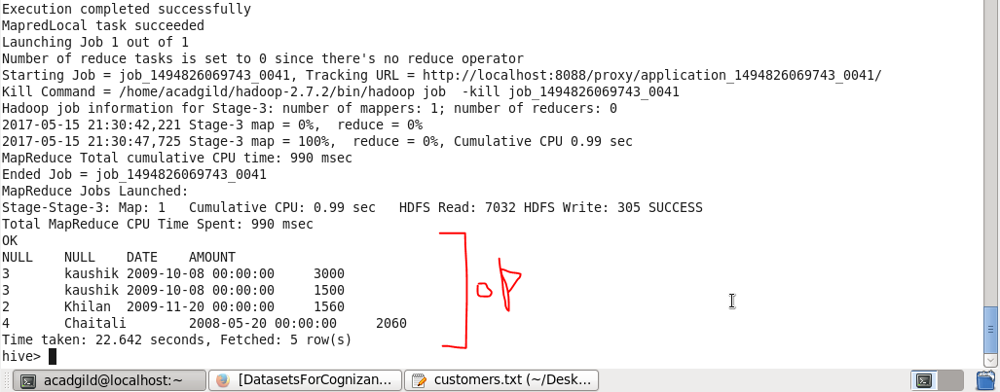 Execution completed successfully
MapredLocal task succeeded
Launching Job 1 out of 1
Number of reduce tasks is set to 0 since there's no reduce operator
Starting Job = job_1494826069743_0041, Tracking URL = http://localhost:8088/proxy/application_1494826069743_0041/
Kill Command = /home/acadgild/hadoop-2.7.2/bin/hadoop job  -kill job_1494826069743_0041
Hadoop job information for Stage-3: number of mappers: 1; number of reducers: 0
2017-05-15 21:30:42,221 Stage-3 map = 0%,  reduce = 0%
2017-05-15 21:30:47,725 Stage-3 map = 100%,  reduce = 0%, Cumulative CPU 0.99 sec
MapReduce Total cumulative CPU time: 990 msec
Ended Job = job_1494826069743_0041
MapReduce Jobs Launched:
Stage-Stage-3: Map: 1   Cumulative CPU: 0.99 sec   HDFS Read: 7032 HDFS Write: 305 SUCCESS
Total MapReduce CPU Time Spent: 990 msec
OK
NULL    NULL    DATE    AMOUNT
3       kaushik 2009-10-08 00:00:00     3000
3       kaushik 2009-10-08 00:00:00     1500
op
2       Khilan  2009-11-20 00:00:00     1560
4       Chaitali        2008-05-20 00:00:00     2060
Time taken: 22.642 seconds, Fetched: 5 row(s)
hive>
acadgild@localhost:~ [DatasetsForCognizan... customers.txt (~/Desk...